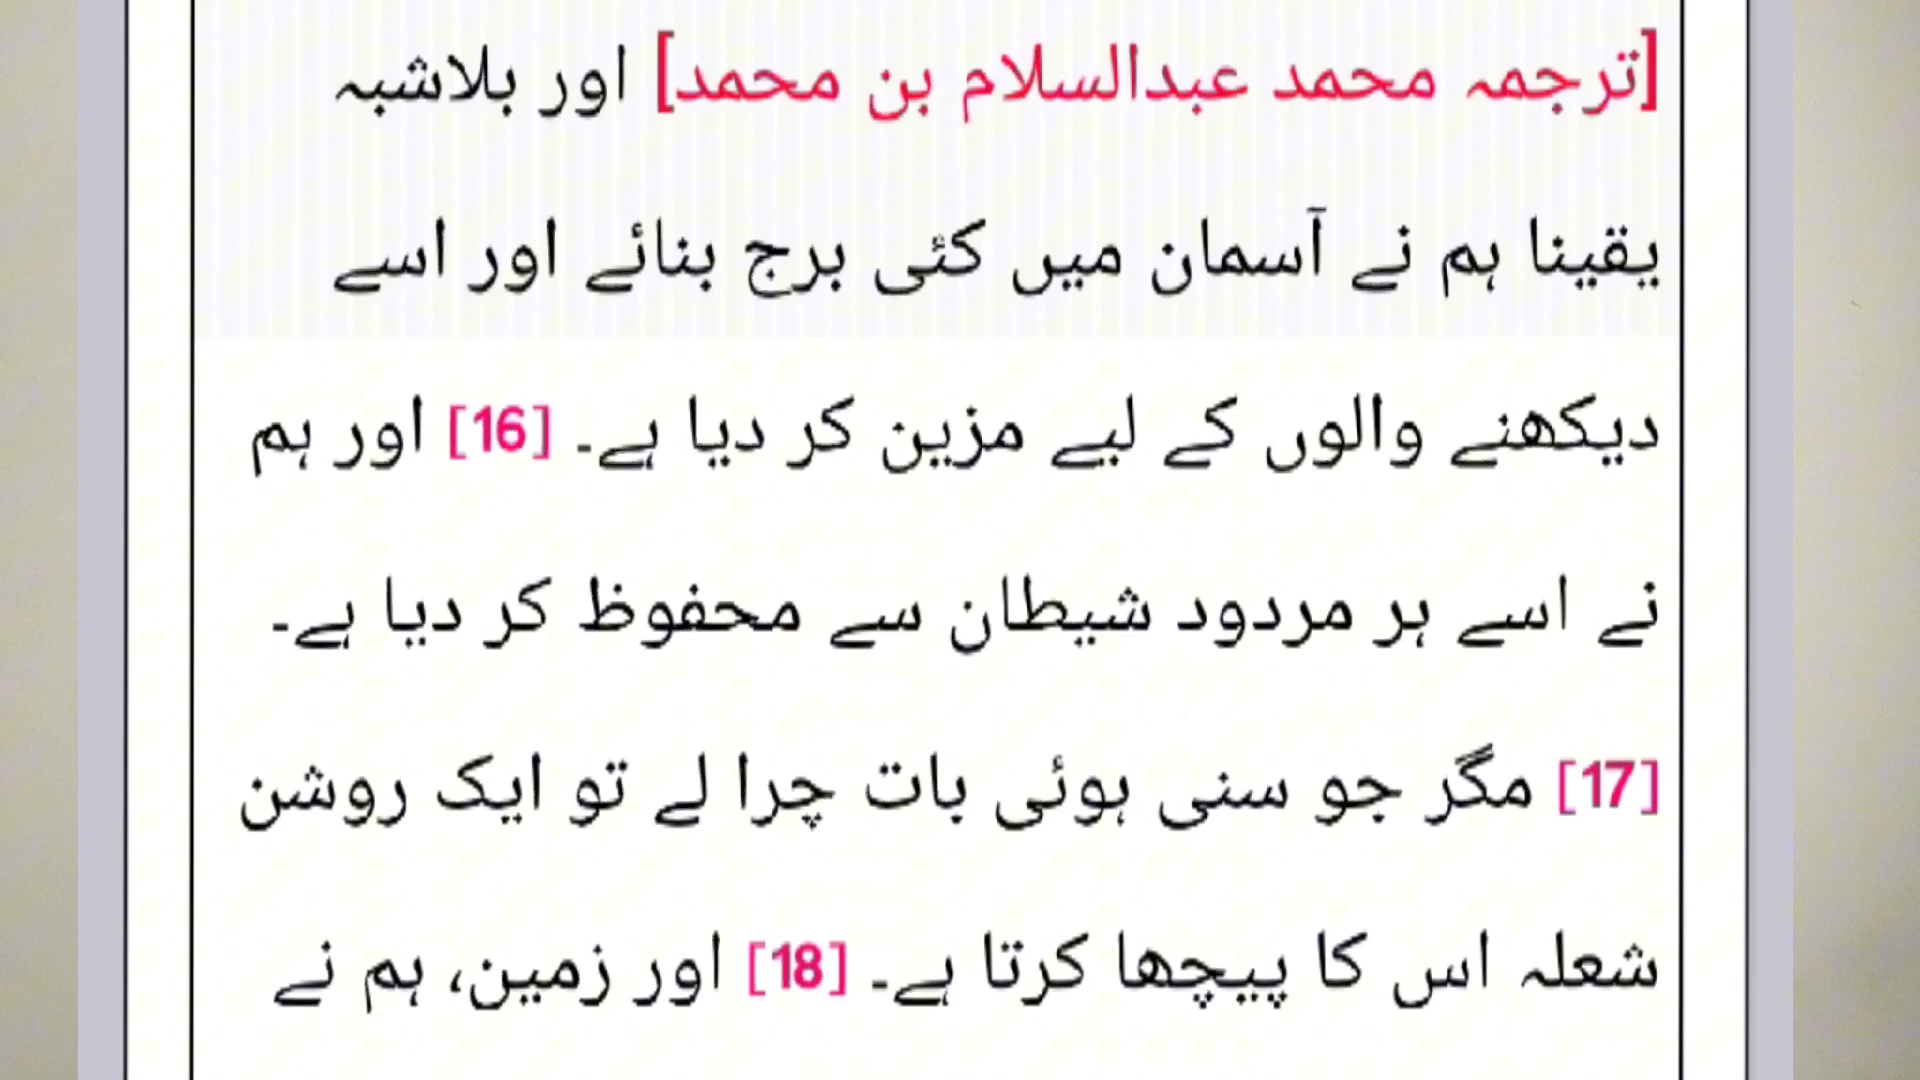 [ترجمہ محمد عبدالسلام بن محمد] اور بلاشبہ
یقینا ہم نے آسمان میں کئی برج بنائے اور اسے
دیکھنے والوں کے لیے مزین کر دیا ہے۔ [16] اور ہم
نے اسے ہر مردود شیطان سے محفوظ کر دیا ہے۔
[17] مگر جو سنی ہوئی بات چرا لے تو ایک روشن
شعلہ اس کا پیچھا کرتا ہے۔ [18] اور زمین، ہم نے